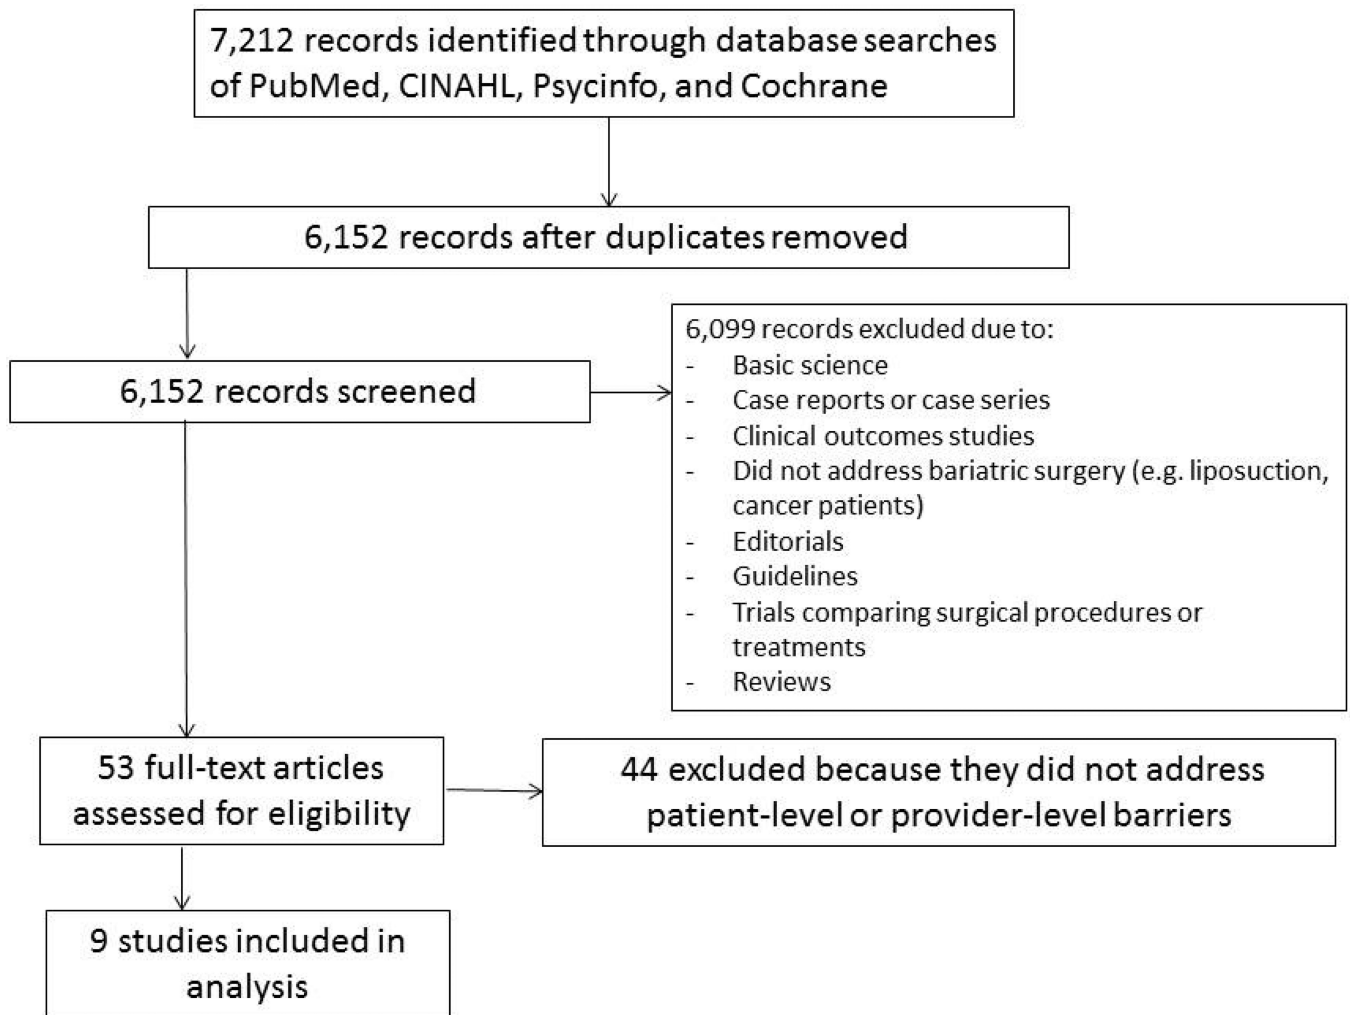 7,212 records identified through database searches
of PubMed, CINAHL, Psycinfo, and Cochrane
6,152 records after duplicates removed
6,152 records screened
6,099 records excluded due to:
- Basic science
- Case reports or case series
- Clinical outcomes studies
- Did not address bariatric surgery (e.g. liposuction,
cancer patients)
- Editorials
- Guidelines
- Trials comparing surgical procedures or
treatments
- Reviews
53 full-text articles
assessed for eligibility
44 excluded because they did not address
patient-level or provider-level barriers
9 studies included in
analysis